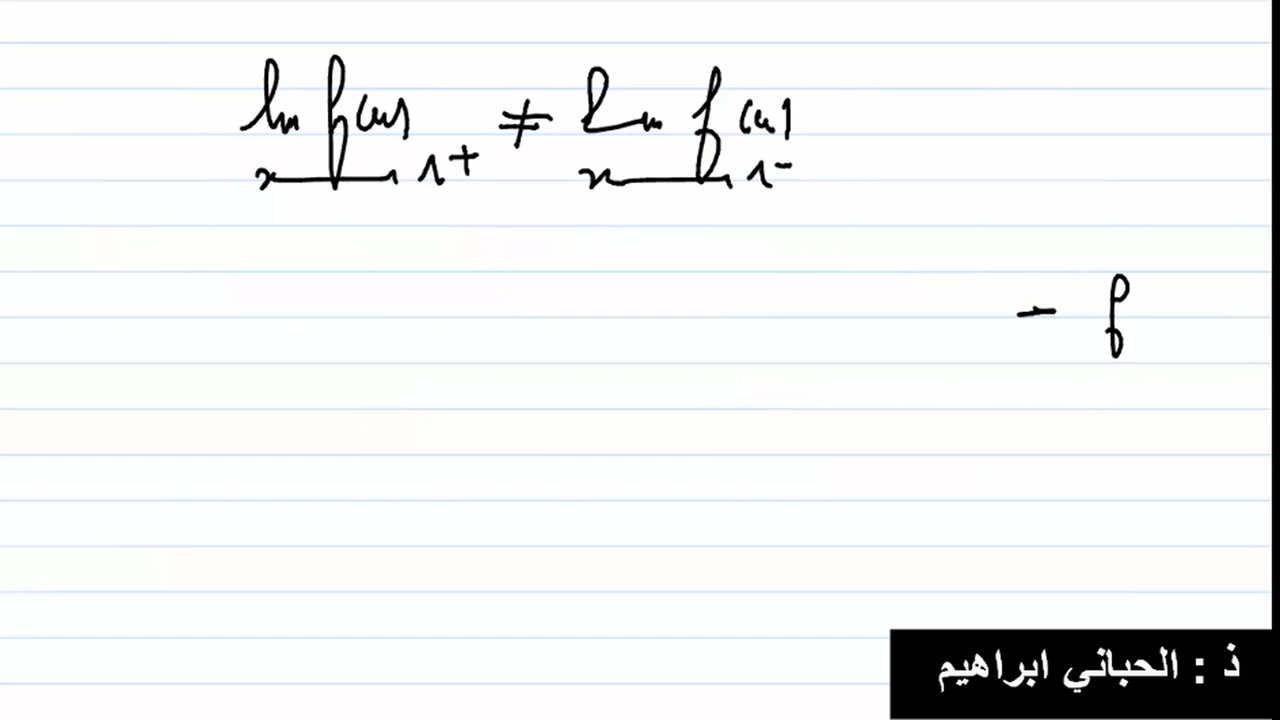 lim f(x) ≠ lim f(x)
x → 1+ x → 1-
- f
ذ : الحباني ابراهيم